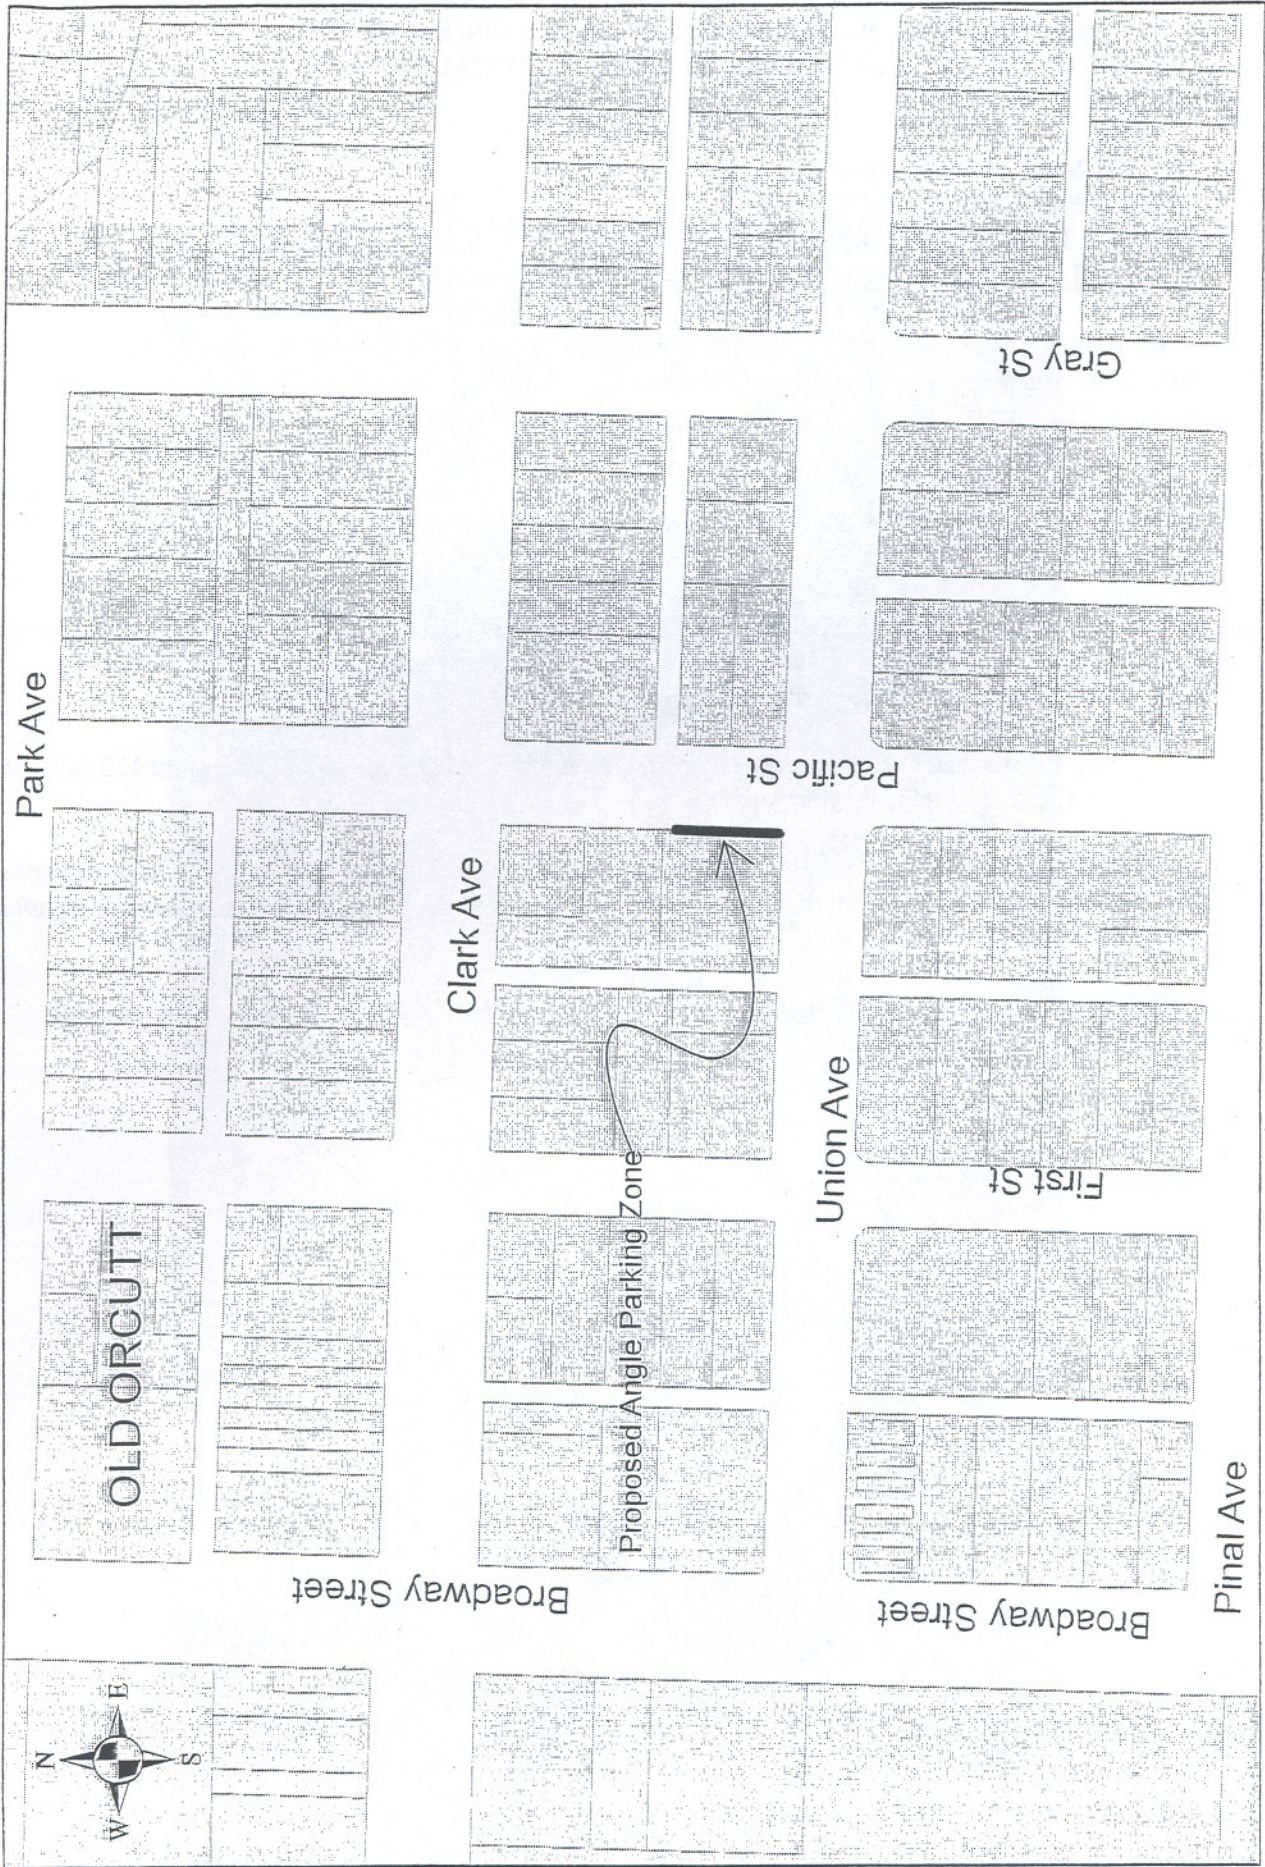 Park Ave
Gray St
Pacific St
Clark Ave
Union Ave
First St
OLD ORCUTT
Proposed Angle Parking Zone
Broadway Street
Broadway Street
Pinal Ave
N
E
S
W